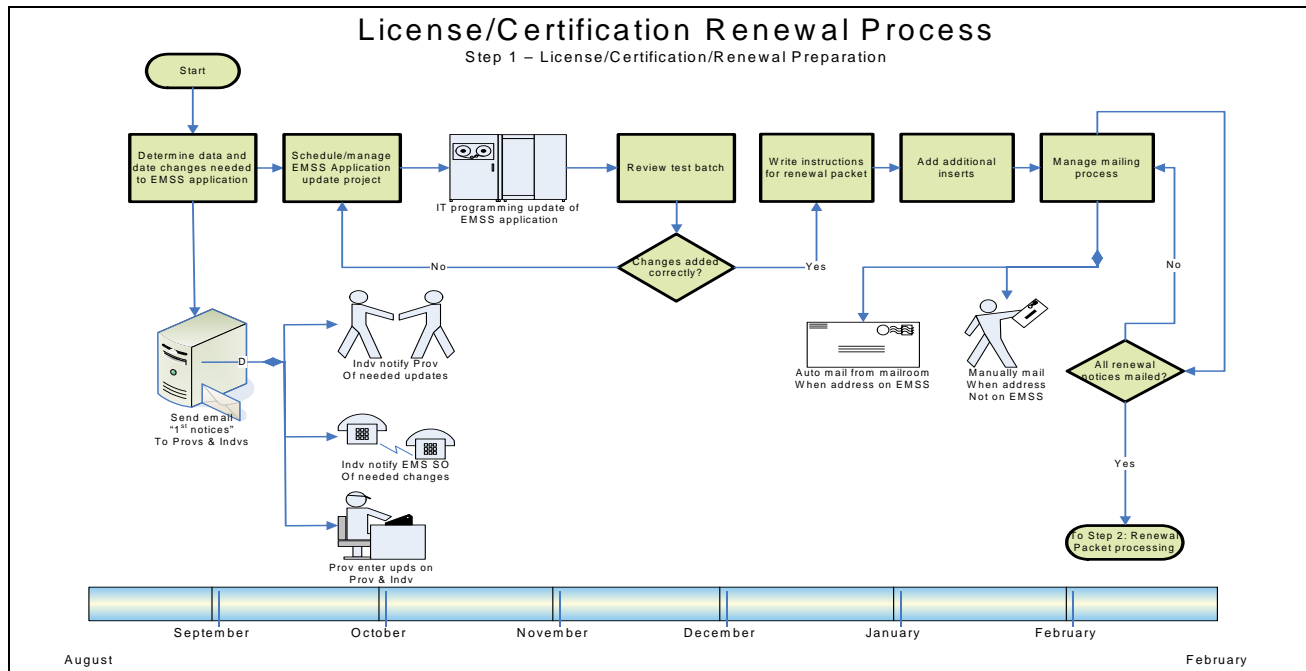 License/Certification Renewal Process
Step 1 – License/Certification/Renewal Preparation
Start
Determine data and
date changes needed
to EMSS application
Schedule/manage
EMSS Application
update project
IT programming update of
EMSS application
Review test batch
Write instructions
for renewal packet
Add additional
inserts
Manage mailing
process
Changes added
correctly?
No
Yes
No
D
Indv notify Prov
Of needed updates
Auto mail from mailroom
When address on EMSS
Manually mail
When address
Not on EMSS
All renewal
notices mailed?
Send email
“1st notices”
To Provs & Indvs
Indv notify EMS SO
Of needed changes
Yes
To Step 2: Renewal
Packet processing
Prov enter upds on
Prov & Indv
September
October
November
December
January
February
August
February